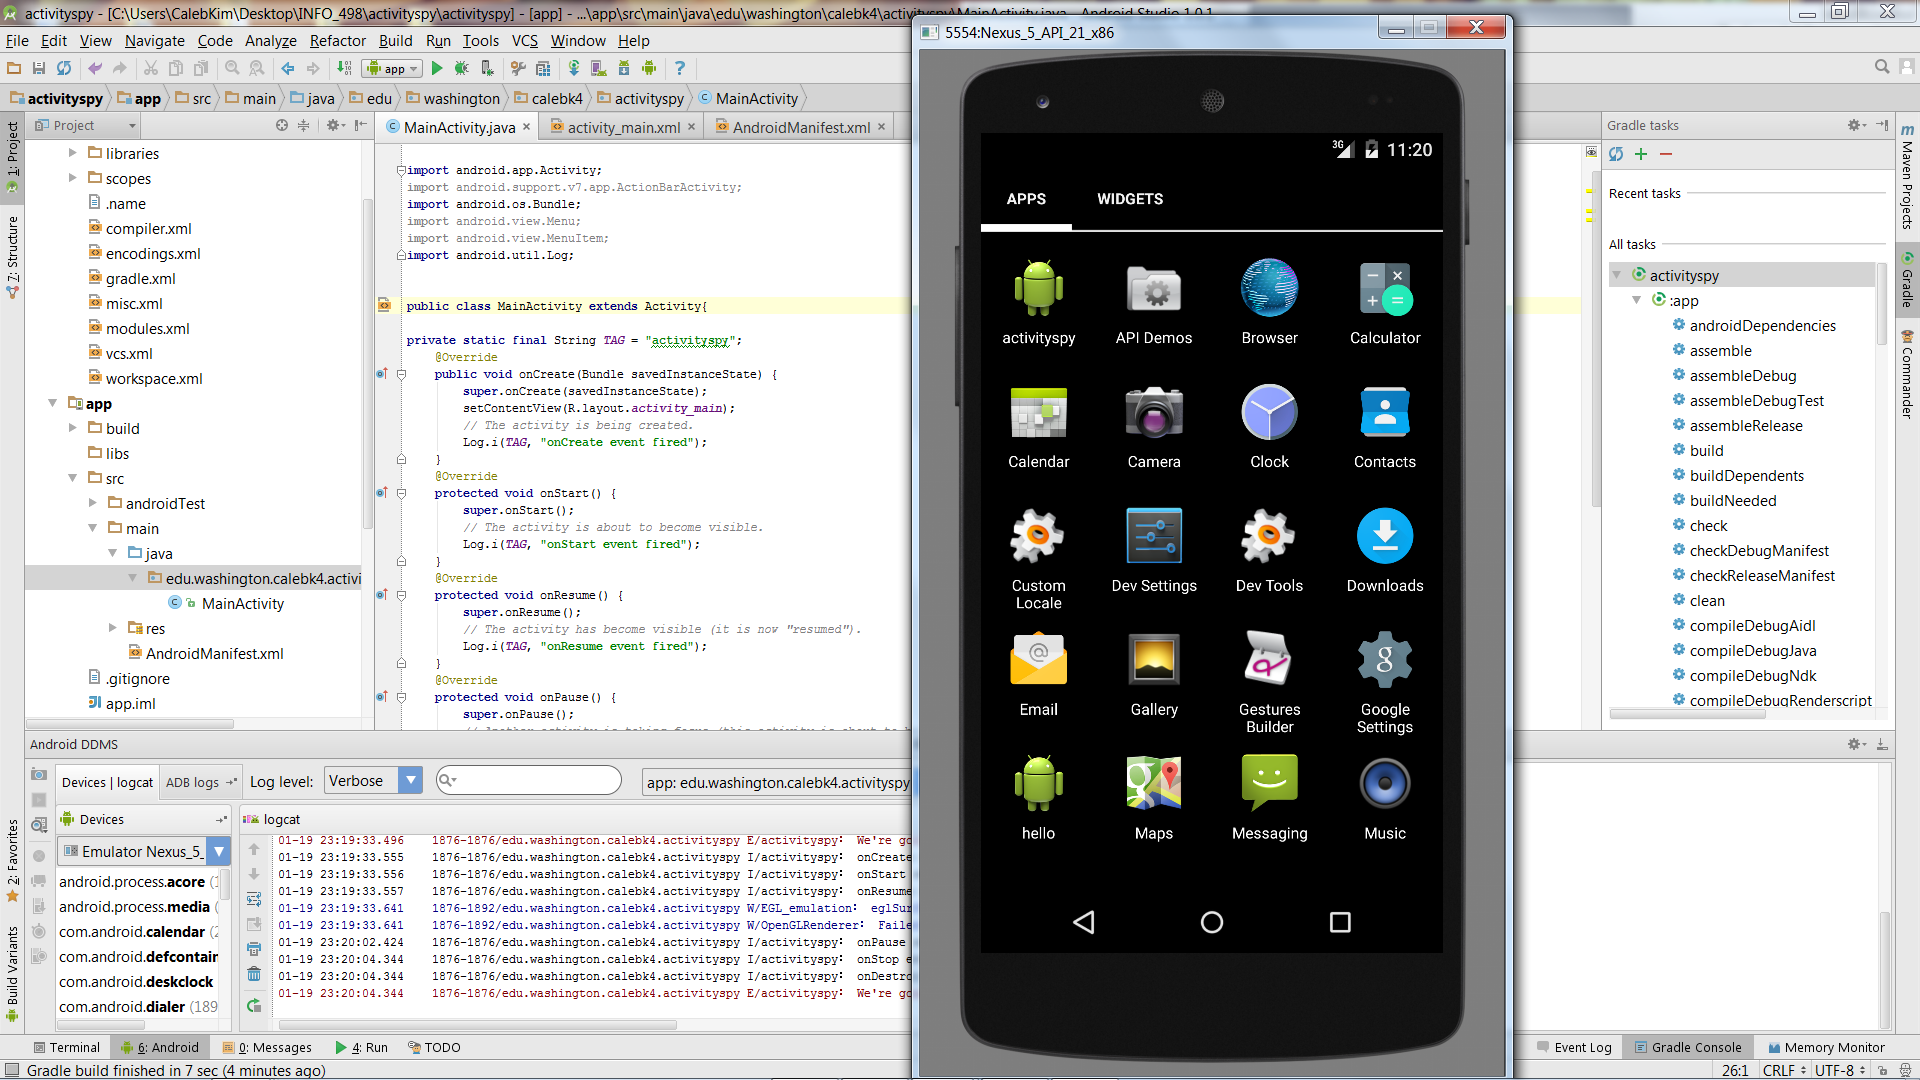 activityspy - [C:\Users\CalebKim\Desktop\INFO_498\activityspy\activityspy] - [app] - ...\app\src\main\java\edu\washington\calebk4\activityspy\MainActivity.java - Android Studio 1.0.1
File Edit View Navigate Code Analyze Refactor Build Run Tools VCS Window Help
app
activityspy app src main java edu washington calebk4 activityspy MainActivity
1: Project
7: Structure
2: Favorites
Build Variants
Project
libraries
scopes
.name
compiler.xml
encodings.xml
gradle.xml
misc.xml
modules.xml
vcs.xml
workspace.xml
app
build
libs
src
androidTest
main
java
edu.washington.calebk4.activi
MainActivity
res
AndroidManifest.xml
.gitignore
app.iml
MainActivity.java activity_main.xml AndroidManifest.xml
import android.app.Activity;
import android.support.v7.app.ActionBarActivity;
import android.os.Bundle;
import android.view.Menu;
import android.view.MenuItem;
import android.util.Log;
public class MainActivity extends Activity{
private static final String TAG = "activityspy";
@Override
public void onCreate(Bundle savedInstanceState) {
super.onCreate(savedInstanceState);
setContentView(R.layout.activity_main);
// The activity is being created.
Log.i(TAG, "onCreate event fired");
}
@Override
protected void onStart() {
super.onStart();
// The activity is about to become visible.
Log.i(TAG, "onStart event fired");
}
@Override
protected void onResume() {
super.onResume();
// The activity has become visible (it is now "resumed").
Log.i(TAG, "onResume event fired");
}
@Override
protected void onPause() {
super.onPause();
5554:Nexus_5_API_21_x86
3G 11:20
APPS WIDGETS
activityspy API Demos Browser Calculator
Calendar Camera Clock Contacts
Custom Locale Dev Settings Dev Tools Downloads
Email Gallery Gestures Builder Google Settings
hello Maps Messaging Music
Gradle tasks
Recent tasks
All tasks
activityspy
:app
androidDependencies
assemble
assembleDebug
assembleDebugTest
assembleRelease
build
buildDependents
buildNeeded
check
checkDebugManifest
checkReleaseManifest
clean
compileDebugAidl
compileDebugJava
compileDebugNdk
compileDebugRenderscript
Maven Projects
Gradle
Commander
Android DDMS
Devices | logcat ADB logs Log level: Verbose app: edu.washington.calebk4.activityspy
Devices
Emulator Nexus_5_
android.process.acore (1
android.process.media (
com.android.calendar (2
com.android.defcontain
com.android.deskclock
com.android.dialer (189
logcat
01-19 23:19:33.496 1876-1876/edu.washington.calebk4.activityspy E/activityspy: We're go
01-19 23:19:33.555 1876-1876/edu.washington.calebk4.activityspy I/activityspy: onCreate
01-19 23:19:33.556 1876-1876/edu.washington.calebk4.activityspy I/activityspy: onStart
01-19 23:19:33.557 1876-1876/edu.washington.calebk4.activityspy I/activityspy: onResume
01-19 23:19:33.641 1876-1892/edu.washington.calebk4.activityspy W/EGL_emulation: eglSur
01-19 23:19:33.641 1876-1892/edu.washington.calebk4.activityspy W/OpenGLRenderer: Faile
01-19 23:20:02.424 1876-1876/edu.washington.calebk4.activityspy I/activityspy: onPause
01-19 23:20:04.344 1876-1876/edu.washington.calebk4.activityspy I/activityspy: onStop e
01-19 23:20:04.344 1876-1876/edu.washington.calebk4.activityspy I/activityspy: onDestro
01-19 23:20:04.344 1876-1876/edu.washington.calebk4.activityspy E/activityspy: We're go
Terminal 6: Android 0: Messages 4: Run TODO Event Log Gradle Console Memory Monitor
Gradle build finished in 7 sec (4 minutes ago) 26:1 CRLF UTF-8